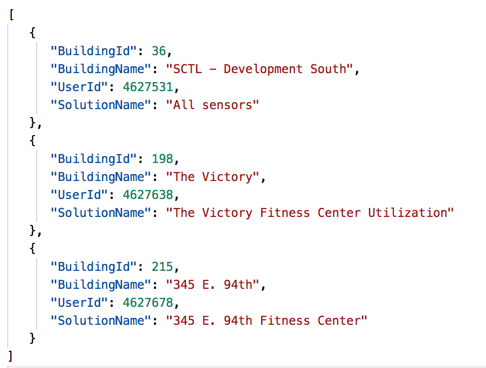 [
{
"BuildingId": 36,
"BuildingName": "SCTL – Development South",
"UserId": 4627531,
"SolutionName": "All sensors"
},
{
"BuildingId": 198,
"BuildingName": "The Victory",
"UserId": 4627638,
"SolutionName": "The Victory Fitness Center Utilization"
},
{
"BuildingId": 215,
"BuildingName": "345 E. 94th",
"UserId": 4627678,
"SolutionName": "345 E. 94th Fitness Center"
}
]